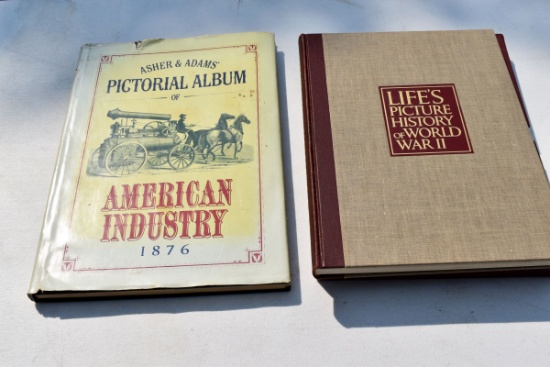 ASHER & ADAMS'
PICTORIAL ALBUM
OF
AMERICAN
INDUSTRY
1876
LIFE'S
PICTURE
HISTORY
OF WORLD
WAR II